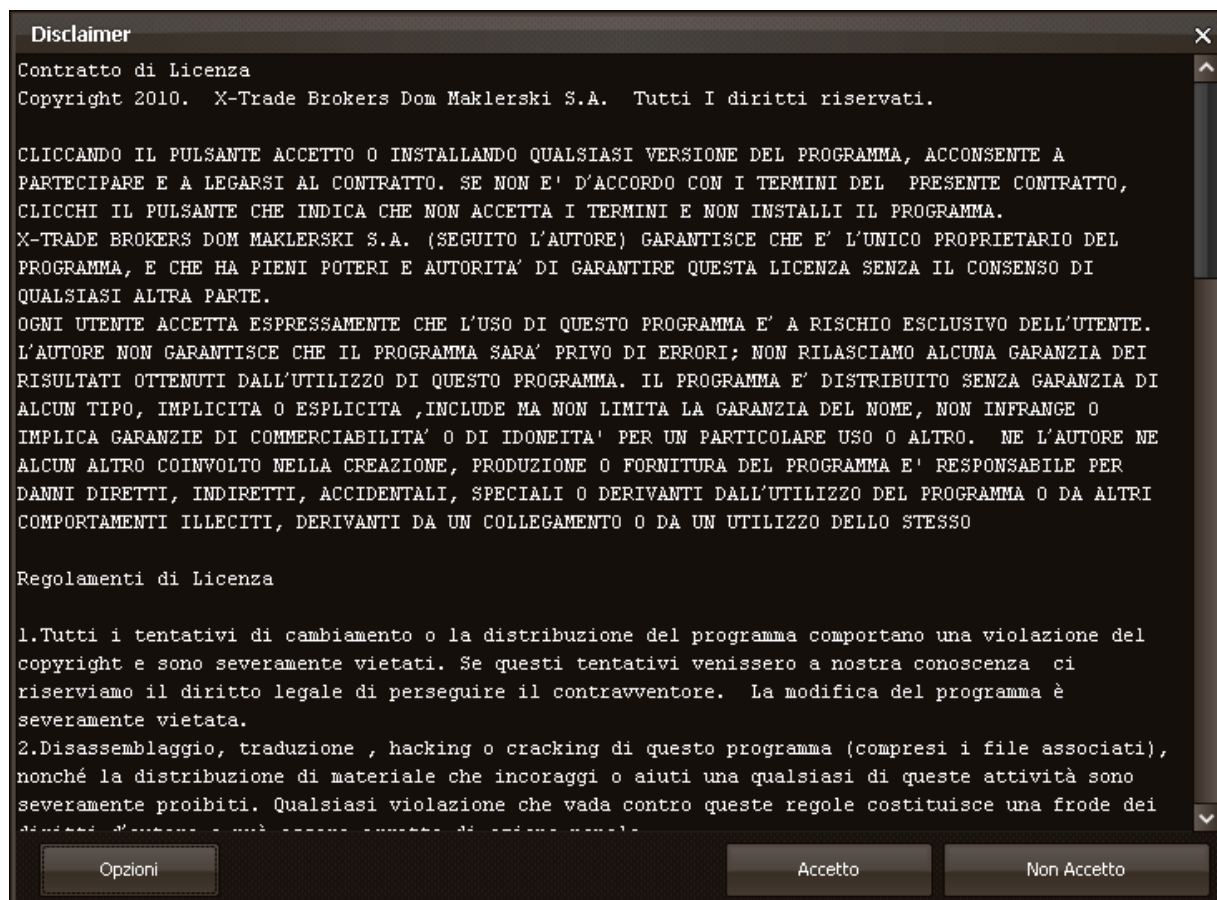 Disclaimer
Contratto di Licenza
Copyright 2010.  X-Trade Brokers Dom Maklerski S.A.  Tutti I diritti riservati.
CLICCANDO IL PULSANTE ACCETTO O INSTALLANDO QUALSIASI VERSIONE DEL PROGRAMMA, ACCONSENTE A
PARTECIPARE E A LEGARSI AL CONTRATTO. SE NON E' D'ACCORDO CON I TERMINI DEL  PRESENTE CONTRATTO,
CLICCHI IL PULSANTE CHE INDICA CHE NON ACCETTA I TERMINI E NON INSTALLI IL PROGRAMMA.
X-TRADE BROKERS DOM MAKLERSKI S.A. (SEGUITO L'AUTORE) GARANTISCE CHE E’ L'UNICO PROPRIETARIO DEL
PROGRAMMA, E CHE HA PIENI POTERI E AUTORITA’ DI GARANTIRE QUESTA LICENZA SENZA IL CONSENSO DI
QUALSIASI ALTRA PARTE.
OGNI UTENTE ACCETTA ESPRESSAMENTE CHE L’USO DI QUESTO PROGRAMMA E’ A RISCHIO ESCLUSIVO DELL’UTENTE.
L’AUTORE NON GARANTISCE CHE IL PROGRAMMA SARA’ PRIVO DI ERRORI; NON RILASCIAMO ALCUNA GARANZIA DEI
RISULTATI OTTENUTI DALL’UTILIZZO DI QUESTO PROGRAMMA. IL PROGRAMMA E’ DISTRIBUITO SENZA GARANZIA DI
ALCUN TIPO, IMPLICITA O ESPLICITA ,INCLUDE MA NON LIMITA LA GARANZIA DEL NOME, NON INFRANGE O
IMPLICA GARANZIE DI COMMERCIABILITA’ O DI IDONEITA' PER UN PARTICOLARE USO O ALTRO.  NE L’AUTORE NE
ALCUN ALTRO COINVOLTO NELLA CREAZIONE, PRODUZIONE O FORNITURA DEL PROGRAMMA E' RESPONSABILE PER
DANNI DIRETTI, INDIRETTI, ACCIDENTALI, SPECIALI O DERIVANTI DALL’UTILIZZO DEL PROGRAMMA O DA ALTRI
COMPORTAMENTI ILLECITI, DERIVANTI DA UN COLLEGAMENTO O DA UN UTILIZZO DELLO STESSO
Regolamenti di Licenza
1.Tutti i tentativi di cambiamento o la distribuzione del programma comportano una violazione del
copyright e sono severamente vietati. Se questi tentativi venissero a nostra conoscenza  ci
riserviamo il diritto legale di perseguire il contravventore.  La modifica del programma è
severamente vietata.
2.Disassemblaggio, traduzione , hacking o cracking di questo programma (compresi i file associati),
nonché la distribuzione di materiale che incoraggi o aiuti una qualsiasi di queste attività sono
severamente proibiti. Qualsiasi violazione che vada contro queste regole costituisce una frode dei
Opzioni
Accetto
Non Accetto